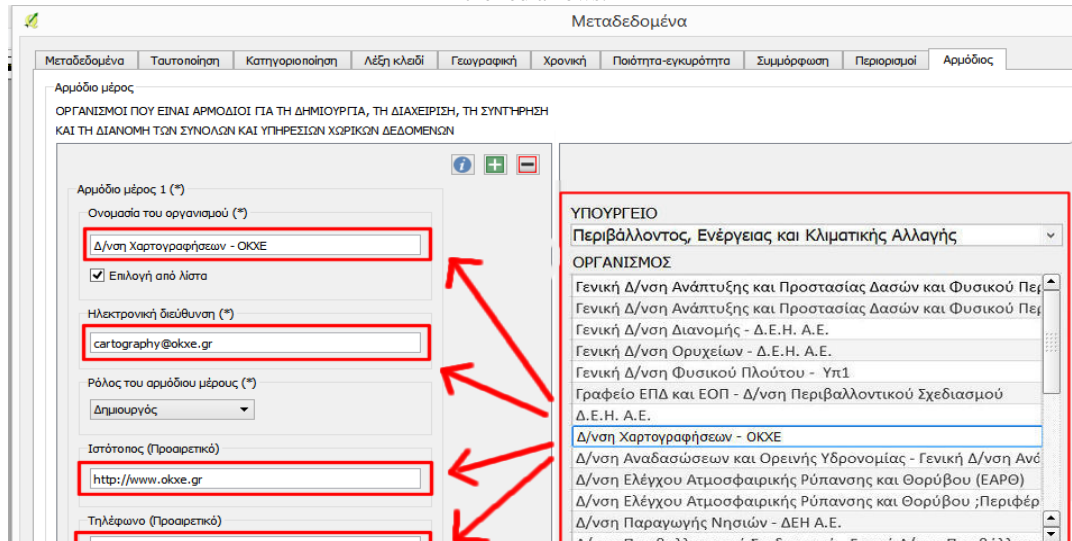 Μεταδεδομένα
Μεταδεδομένα Ταυτοποίηση Κατηγοριοποίηση Λέξη κλειδί Γεωγραφική Χρονική Ποιότητα-εγκυρότητα Συμμόρφωση Περιορισμοί Αρμόδιος
Αρμόδιο μέρος
ΟΡΓΑΝΙΣΜΟΙ ΠΟΥ ΕΙΝΑΙ ΑΡΜΟΔΙΟΙ ΓΙΑ ΤΗ ΔΗΜΙΟΥΡΓΙΑ, ΤΗ ΔΙΑΧΕΙΡΙΣΗ, ΤΗ ΣΥΝΤΉΡΗΣΗ
ΚΑΙ ΤΗ ΔΙΑΝΟΜΗ ΤΩΝ ΣΥΝΟΛΩΝ ΚΑΙ ΥΠΗΡΕΣΙΩΝ ΧΩΡΙΚΩΝ ΔΕΔΟΜΕΝΩΝ
Αρμόδιο μέρος 1 (*)
Ονομασία του οργανισμού (*)
Δ/νση Χαρτογραφήσεων - ΟΚΧΕ
Επιλογή από λίστα
Ηλεκτρονική διεύθυνση (*)
cartography@okxe.gr
Ρόλος του αρμόδιου μέρους (*)
Δημιουργός
Ιστότοπος (Προαιρετικό)
http://www.okxe.gr
Τηλέφωνο (Προαιρετικό)
ΥΠΟΥΡΓΕΙΟ
Περιβάλλοντος, Ενέργειας και Κλιματικής Αλλαγής
ΟΡΓΑΝΙΣΜΟΣ
Γενική Δ/νση Ανάπτυξης και Προστασίας Δασών και Φυσικού Περ
Γενική Δ/νση Ανάπτυξης και Προστασίας Δασών και Φυσικού Περ
Γενική Δ/νση Διανομής - Δ.Ε.Η. Α.Ε.
Γενική Δ/νση Ορυχείων - Δ.Ε.Η. Α.Ε.
Γενική Δ/νση Φυσικού Πλούτου - Υπ1
Γραφείο ΕΠΔ και ΕΟΠ - Δ/νση Περιβαλλοντικού Σχεδιασμού
Δ.Ε.Η. Α.Ε.
Δ/νση Χαρτογραφήσεων - ΟΚΧΕ
Δ/νση Αναδασώσεων και Ορεινής Υδρονομίας - Γενική Δ/νση Ανά
Δ/νση Ελέγχου Ατμοσφαιρικής Ρύπανσης και Θορύβου (ΕΑΡΘ)
Δ/νση Ελέγχου Ατμοσφαιρικής Ρύπανσης και Θορύβου ;Περιφέρ
Δ/νση Παραγωγής Νησιών - ΔΕΗ Α.Ε.